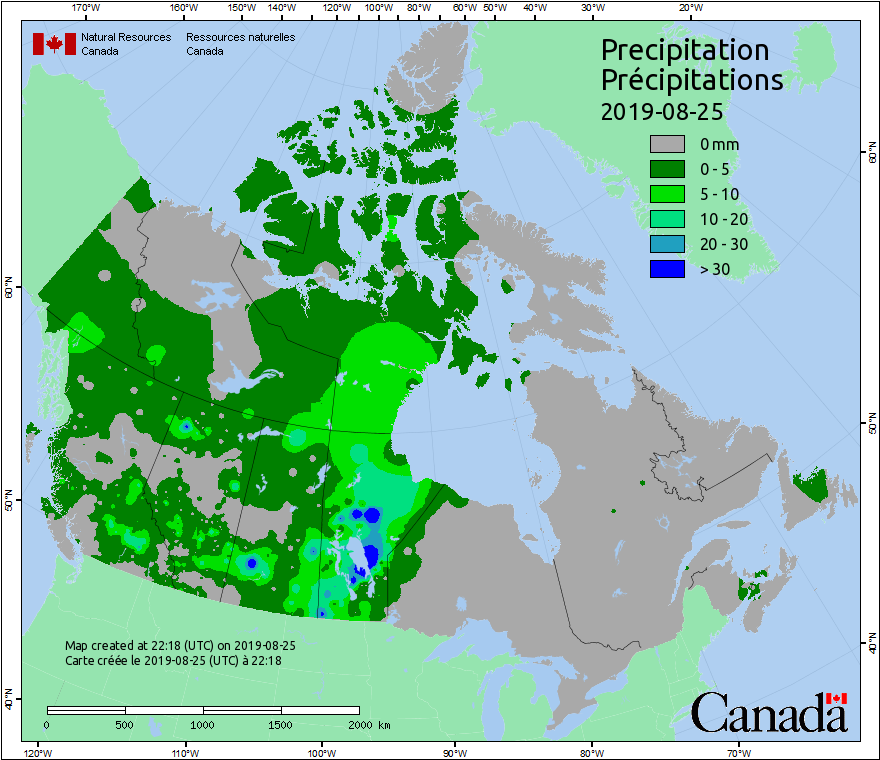 170°W 160°W 150°W 140°W 120°W 100°W 80°W 60°W 50°W 40°W 30°W 20°W
Natural Resources Ressources naturelles
Canada Canada
Precipitation
Précipitations
2019-08-25
0 mm
0 - 5
5 - 10
10 - 20
20 - 30
> 30
60°N 60°N
50°N 50°N
40°N 40°N
Map created at 22:18 (UTC) on 2019-08-25
Carte créée le 2019-08-25 (UTC) à 22:18
0 500 1000 1500 2000 km
Canada
120°W 110°W 100°W 90°W 80°W 70°W